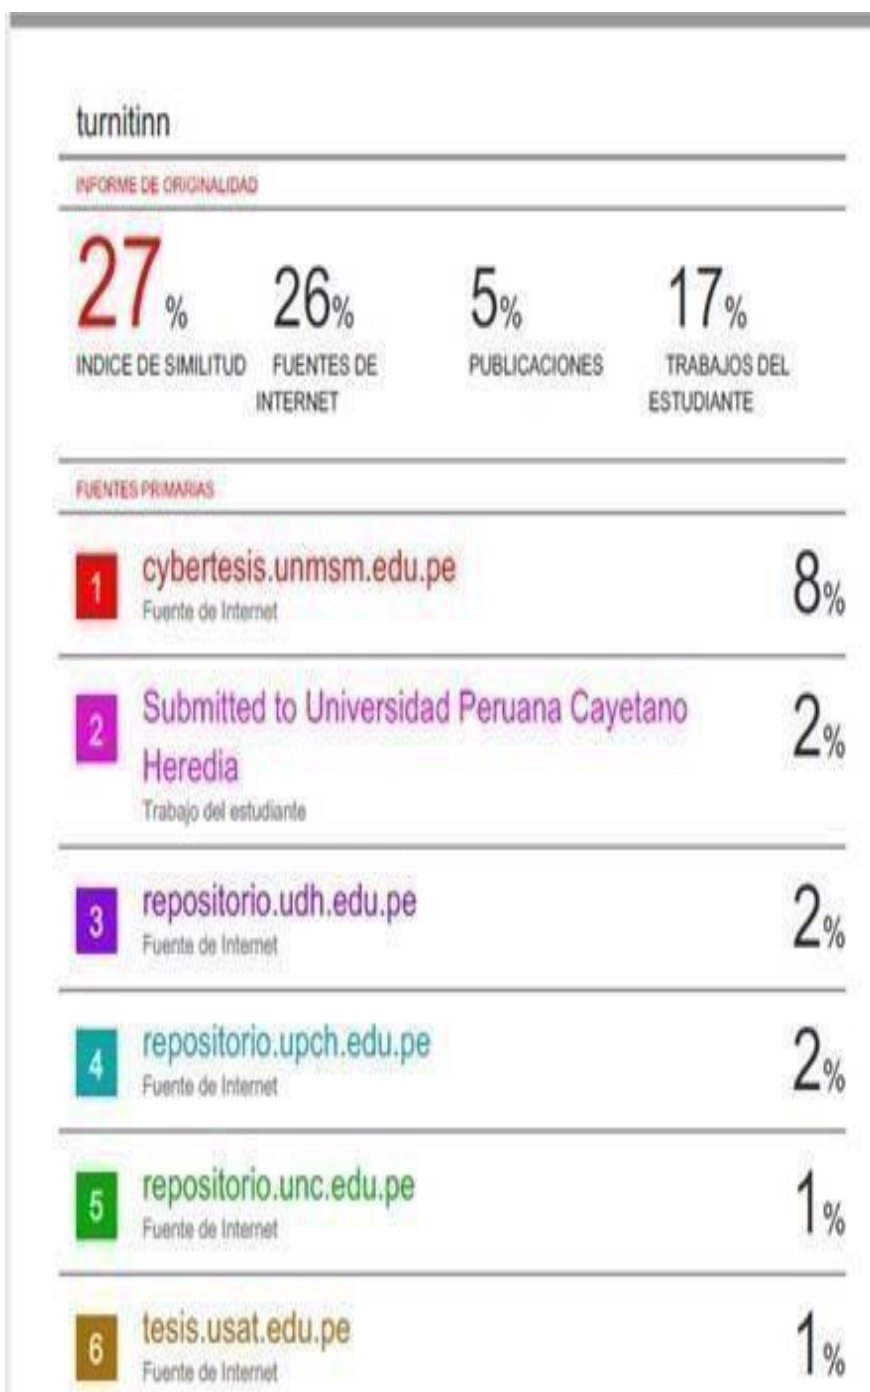 turnitinn
INFORME DE ORIGINALIDAD
27%
26%
5%
17%
INDICE DE SIMILITUD
FUENTES DE
INTERNET
PUBLICACIONES
TRABAJOS DEL
ESTUDIANTE
FUENTES PRIMARIAS
1
cybertesis.unmsm.edu.pe
Fuente de Internet
8%
2
Submitted to Universidad Peruana Cayetano
Heredia
Trabajo del estudiante
2%
3
repositorio.udh.edu.pe
Fuente de Internet
2%
4
repositorio.upch.edu.pe
Fuente de Internet
2%
5
repositorio.unc.edu.pe
Fuente de Internet
1%
6
tesis.usat.edu.pe
Fuente de Internet
1%